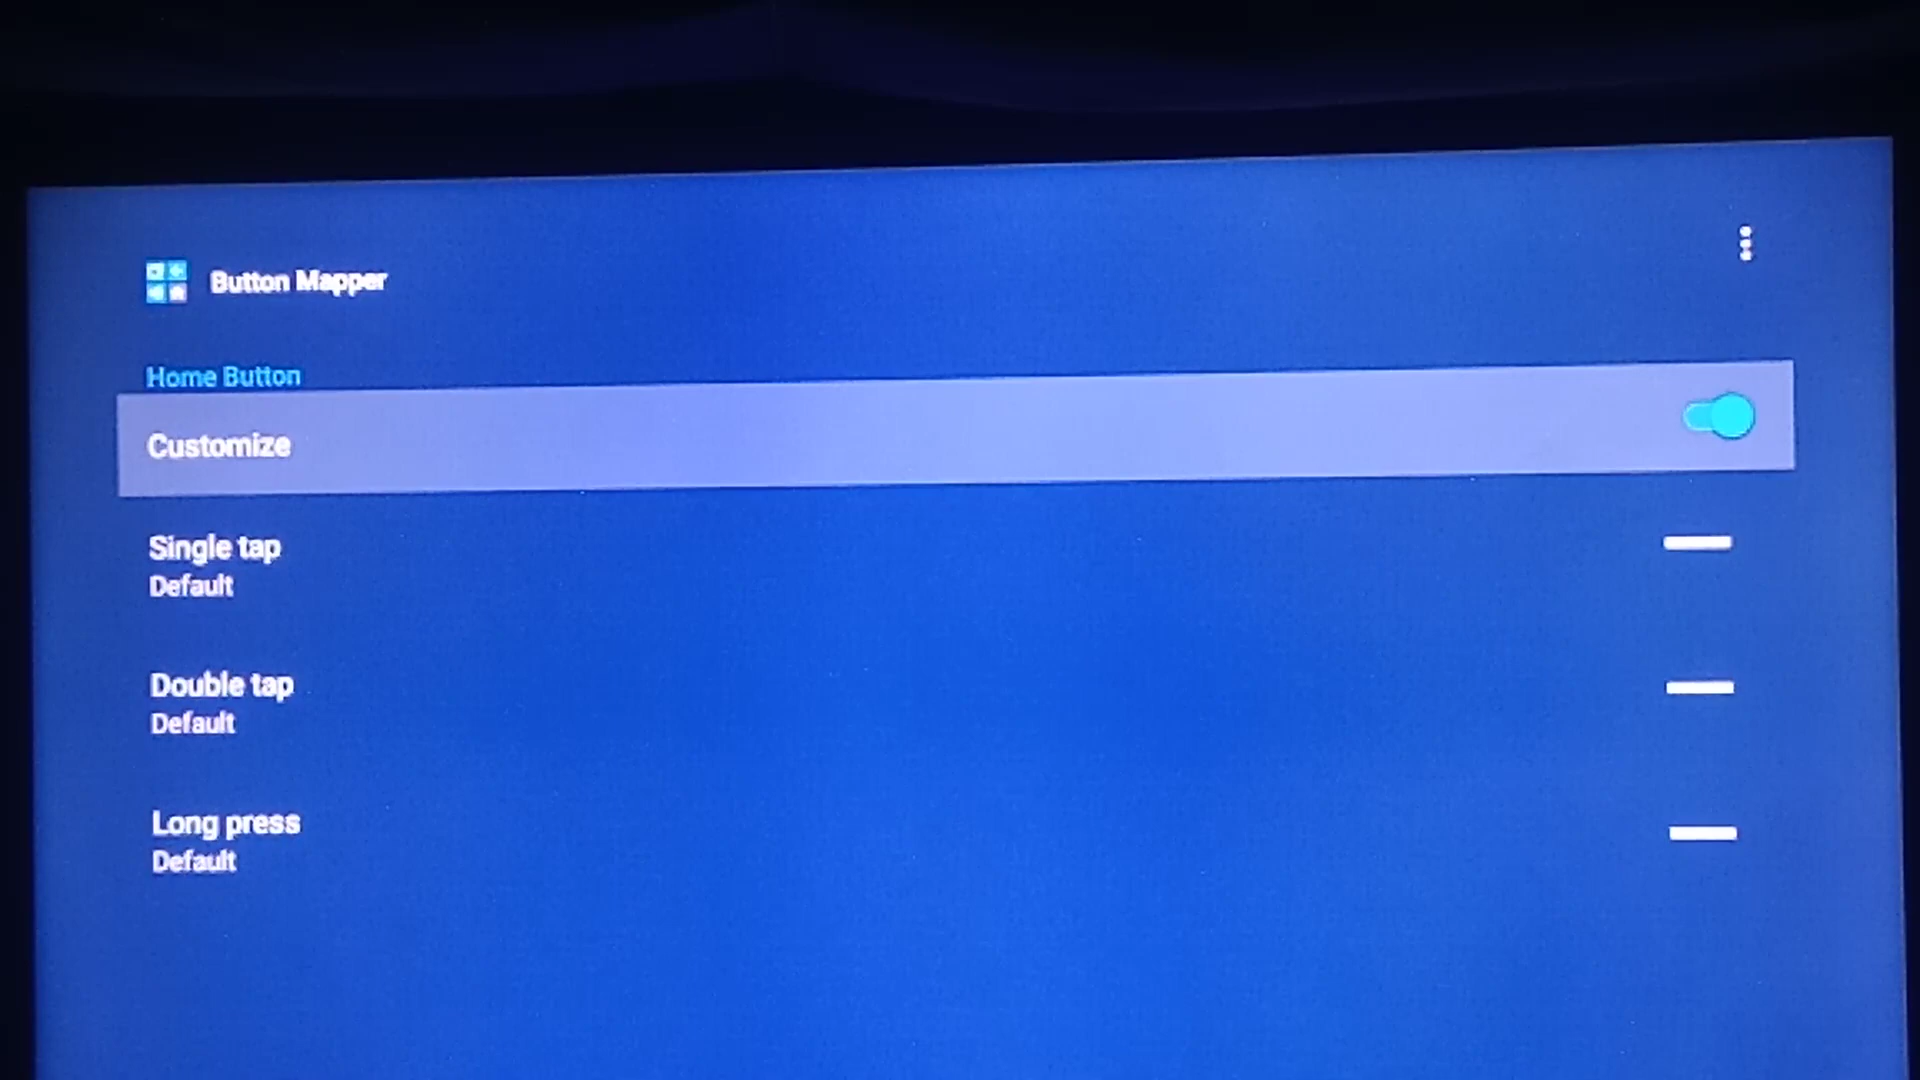 Button Mapper
Home Button
Customize
Single tap
Default
Double tap
Default
Long press
Default